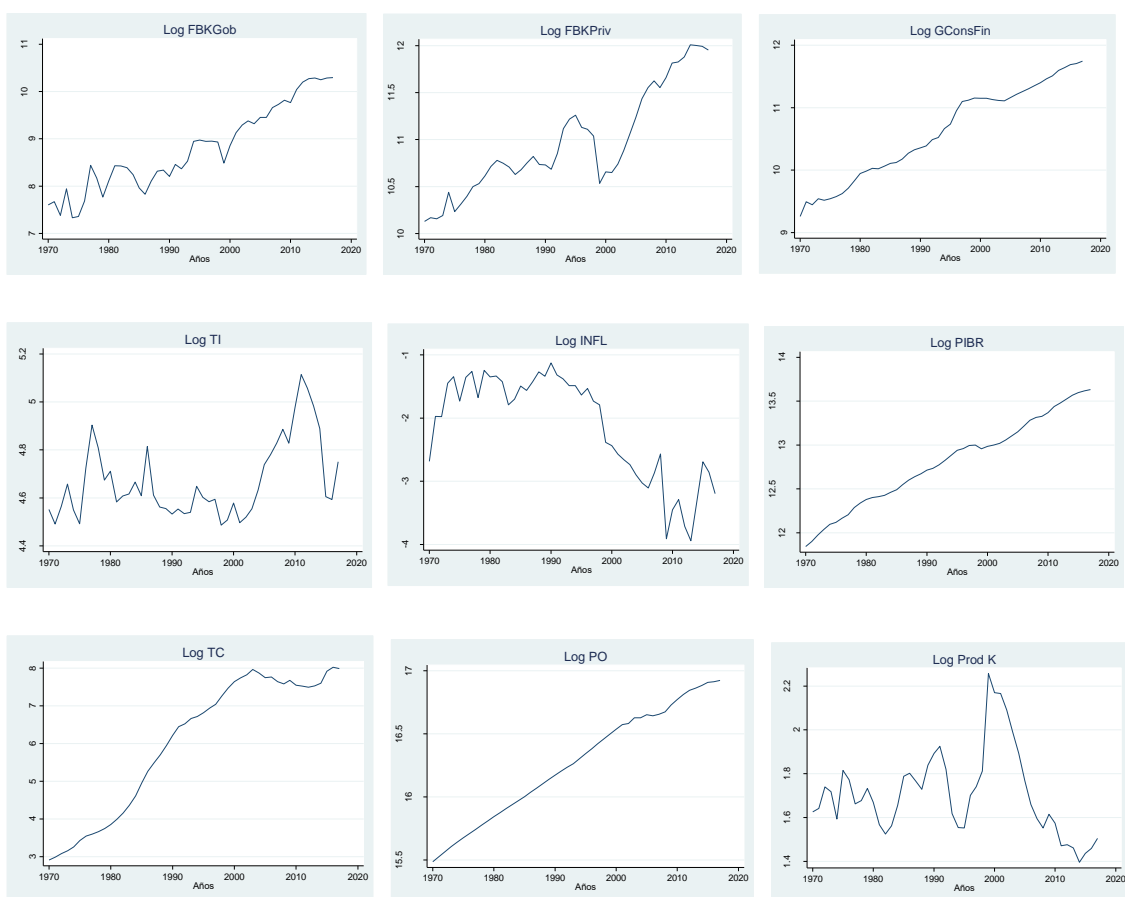 Log FBKGob
11
10
9
8
7
1970 1980 1990 2000 2010 2020
Años
Log FBKPriv
12
11.5
11
10.5
10
1970 1980 1990 2000 2010 2020
Años
Log GConsFin
12
11
10
9
1970 1980 1990 2000 2010 2020
Años
Log TI
5.2
5
4.8
4.6
4.4
1970 1980 1990 2000 2010 2020
Años
Log INFL
-1
-2
-3
-4
1970 1980 1990 2000 2010 2020
Años
Log PIBR
14
13.5
13
12.5
12
1970 1980 1990 2000 2010 2020
Años
Log TC
8
7
6
5
4
3
1970 1980 1990 2000 2010 2020
Años
Log PO
17
16.5
16
15.5
1970 1980 1990 2000 2010 2020
Años
Log Prod K
2.2
2
1.8
1.6
1.4
1970 1980 1990 2000 2010 2020
Años